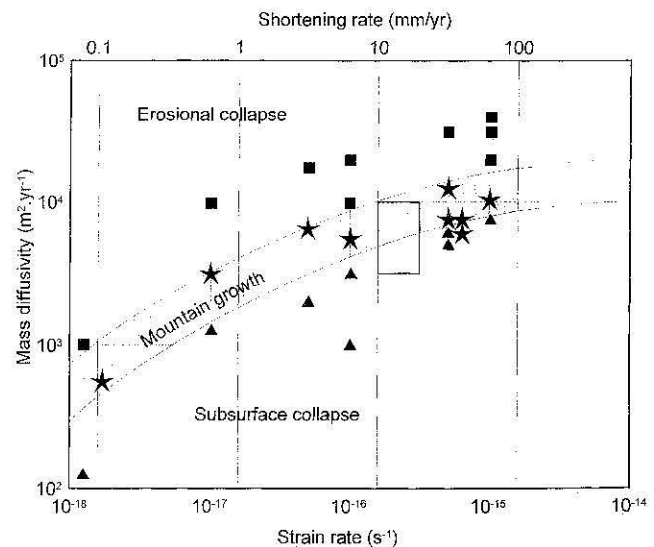 Shortening rate (mm/yr)
0.1 1 10 100
10⁵
Erosional collapse
10⁴
Mass diffusivity (m² yr⁻¹)
Mountain growth
10³
Subsurface collapse
10²
10⁻¹⁸ 10⁻¹⁷ 10⁻¹⁶ 10⁻¹⁵ 10⁻¹⁴
Strain rate (s⁻¹)